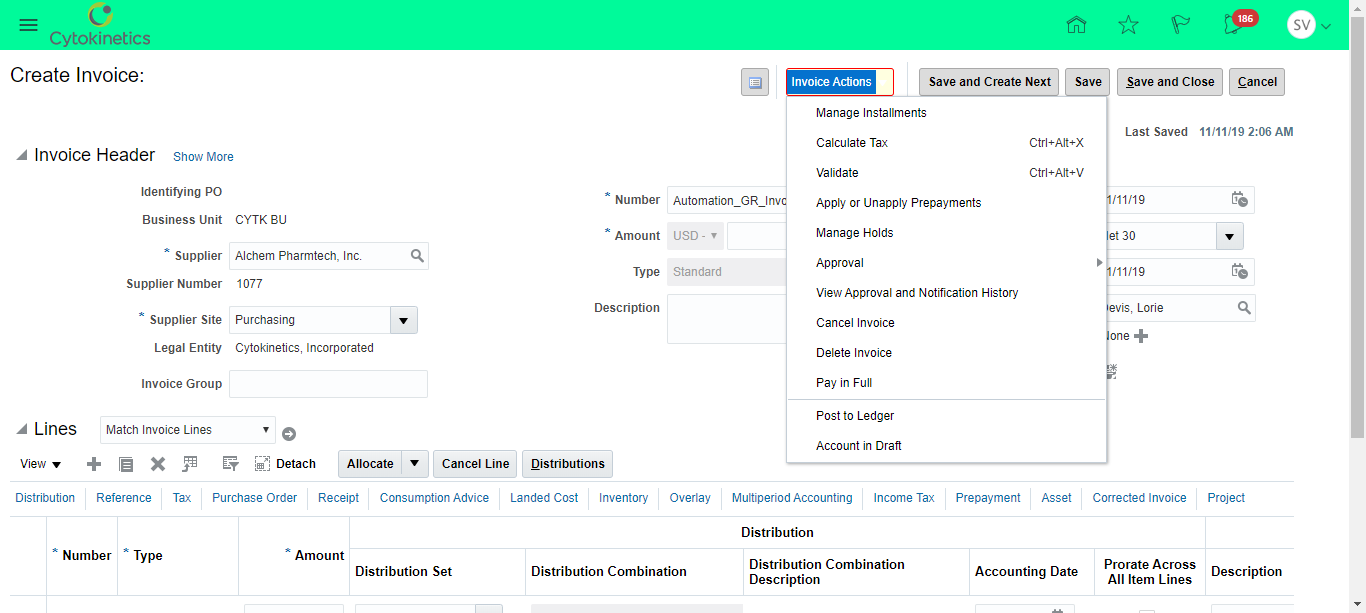 Cytokinetics
186
SV
Create Invoice:
Invoice Actions
Save and Create Next
Save
Save and Close
Cancel
Manage Installments
Calculate Tax Ctrl+Alt+X
Validate Ctrl+Alt+V
Apply or Unapply Prepayments
Manage Holds
Approval
View Approval and Notification History
Cancel Invoice
Delete Invoice
Pay in Full
Post to Ledger
Account in Draft
Last Saved 11/11/19 2:06 AM
Invoice Header Show More
Identifying PO
Business Unit CYTK BU
* Supplier Alchem Pharmtech, Inc.
Supplier Number 1077
* Supplier Site Purchasing
Legal Entity Cytokinetics, Incorporated
Invoice Group
* Number Automation_GR_Invo
* Amount USD -
Type Standard
Description
1/11/19
et 30
1/11/19
evis, Lorie
one
Lines Match Invoice Lines
View Detach Allocate Cancel Line Distributions
Distribution Reference Tax Purchase Order Receipt Consumption Advice Landed Cost Inventory Overlay Multiperiod Accounting Income Tax Prepayment Asset Corrected Invoice Project
Distribution
* Number * Type * Amount
Distribution Set Distribution Combination Distribution Combination Description Accounting Date Prorate Across All Item Lines Description